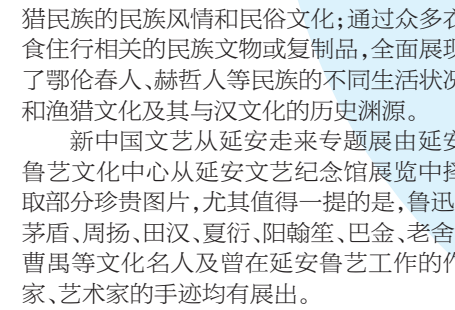 猎民族的民族风情和民俗文化;通过众多衣
食住行相关的民族文物或复制品,全面展现
了鄂伦春人、赫哲人等民族的不同生活状况
和渔猎文化及其与汉文化的历史渊源。
新中国文艺从延安走来专题展由延安
鲁艺文化中心从延安文艺纪念馆展览中择
取部分珍贵图片,尤其值得一提的是,鲁迅、
茅盾、周扬、田汉、夏衍、阳翰笙、巴金、老舍、
曹禺等文化名人及曾在延安鲁艺工作的作
家、艺术家的手迹均有展出。